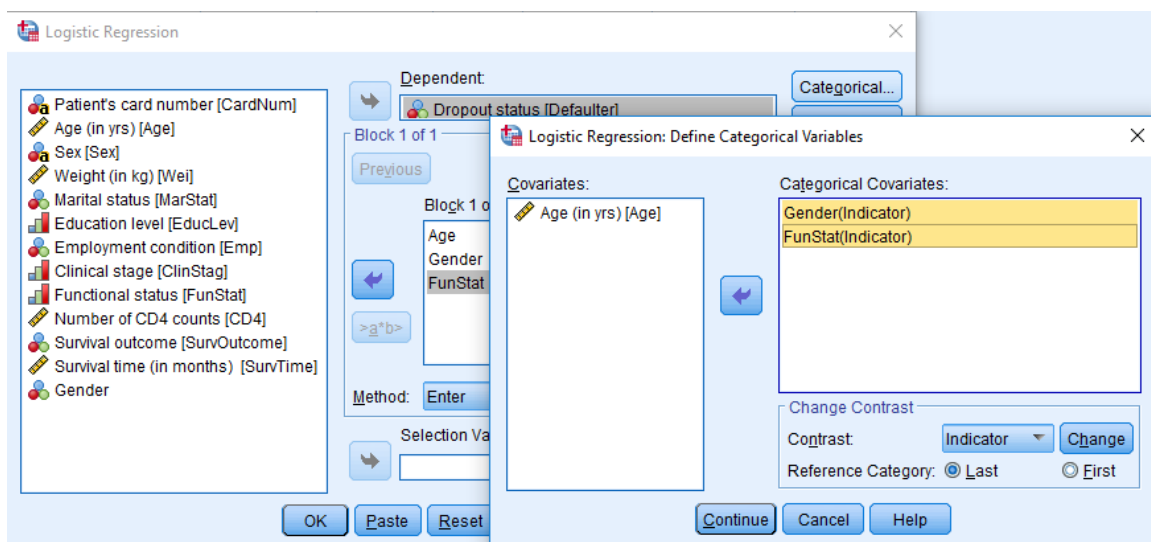 Logistic Regression
Dependent:
Categorical...
Patient's card number [CardNum]
Age (in yrs) [Age]
Sex [Sex]
Weight (in kg) [Wei]
Marital status [MarStat]
Education level [EducLev]
Employment condition [Emp]
Clinical stage [ClinStag]
Functional status [FunStat]
Number of CD4 counts [CD4]
Survival outcome [SurvOutcome]
Survival time (in months) [SurvTime]
Gender
Dropout status [Defaulter]
Block 1 of 1
Previous
Block 1 o
Age
Gender
FunStat
>a*b>
Method: Enter
Selection Va
OK Paste Reset
Logistic Regression: Define Categorical Variables
Covariates:
Age (in yrs) [Age]
Categorical Covariates:
Gender(Indicator)
FunStat(Indicator)
Change Contrast
Contrast: Indicator Change
Reference Category: Last First
Continue Cancel Help